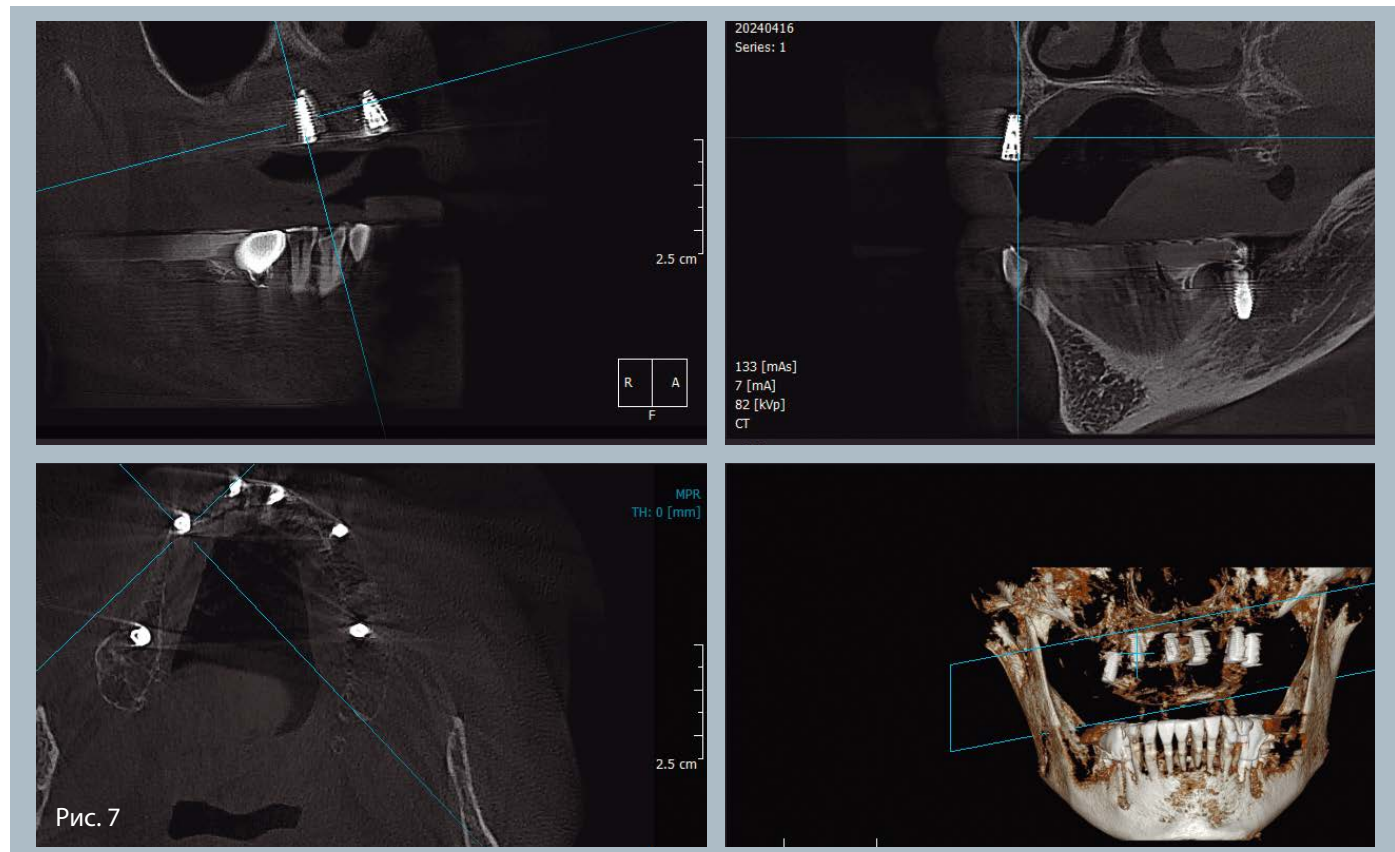 2.5 cm
R A
F
20240416
Series: 1
133 [mAs]
7 [mA]
82 [kVp]
CT
MPR
TH: 0 [mm]
2.5 cm
Рис. 7